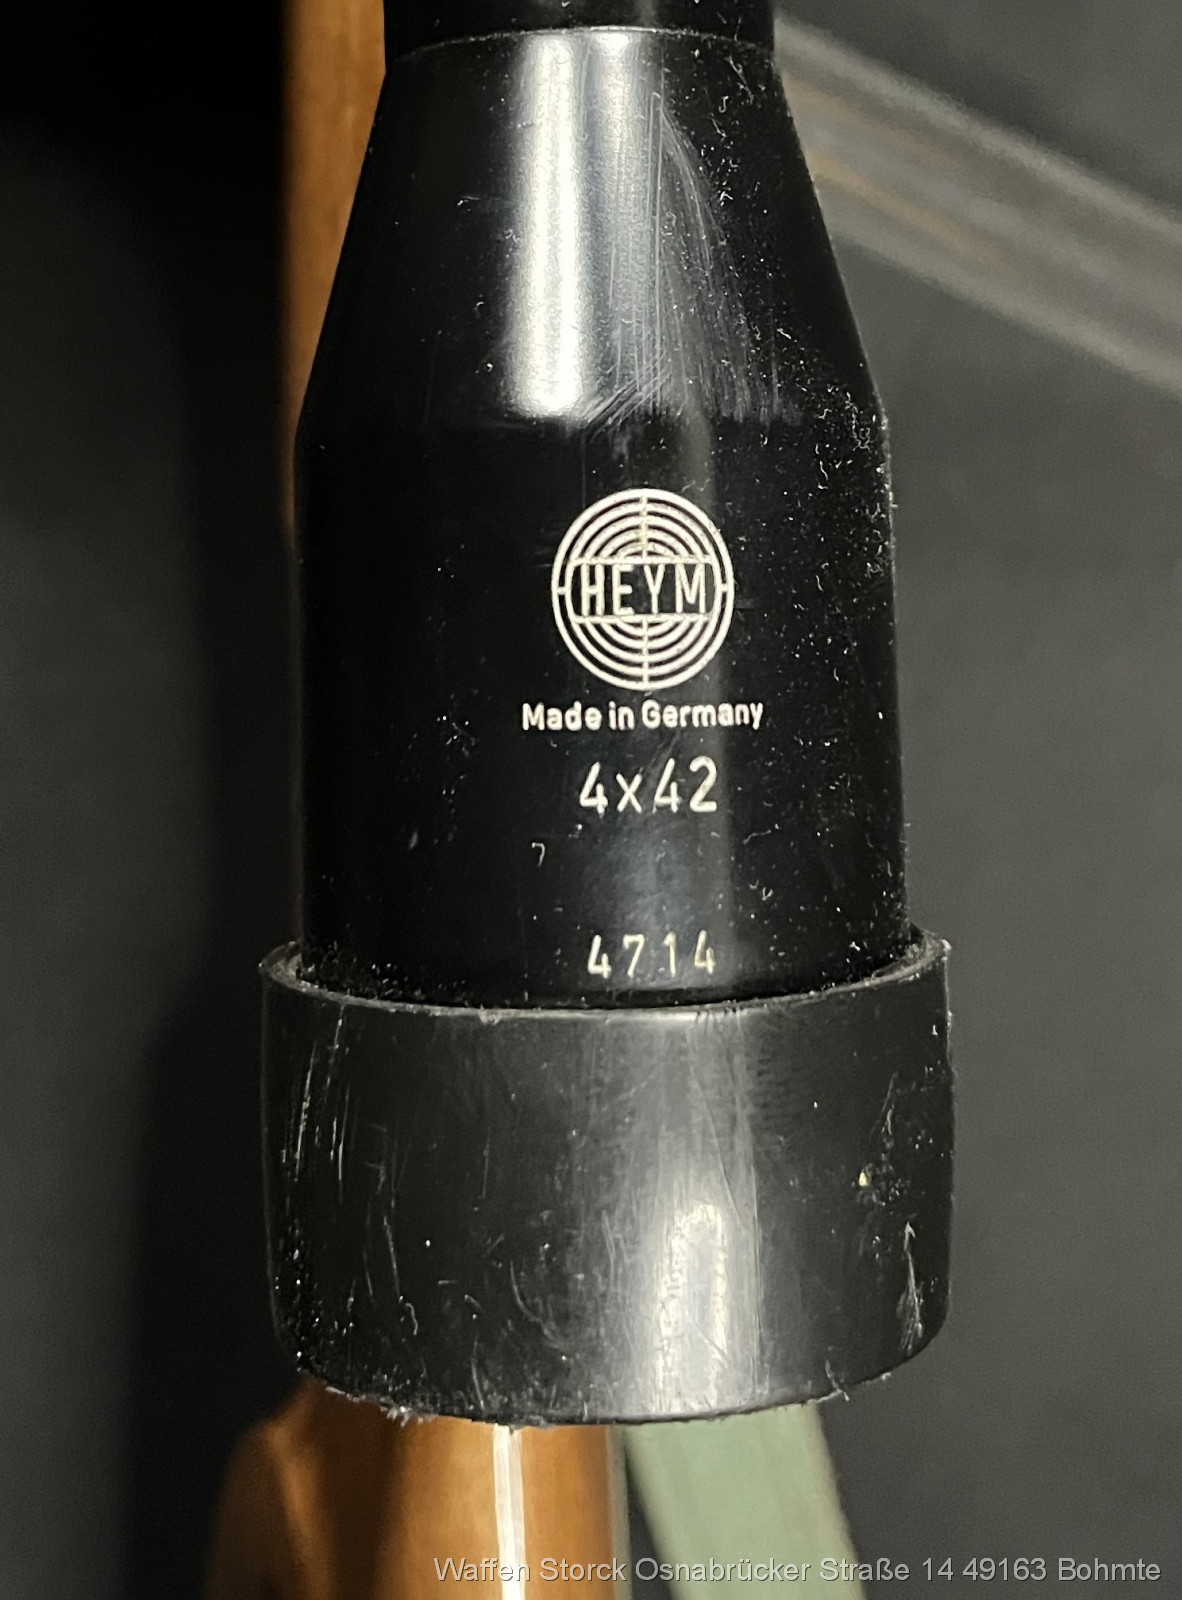 HEYM
Made in Germany
4x42
4714
Waffen Storck Osnabrücker Straße 14 49163 Bohmte